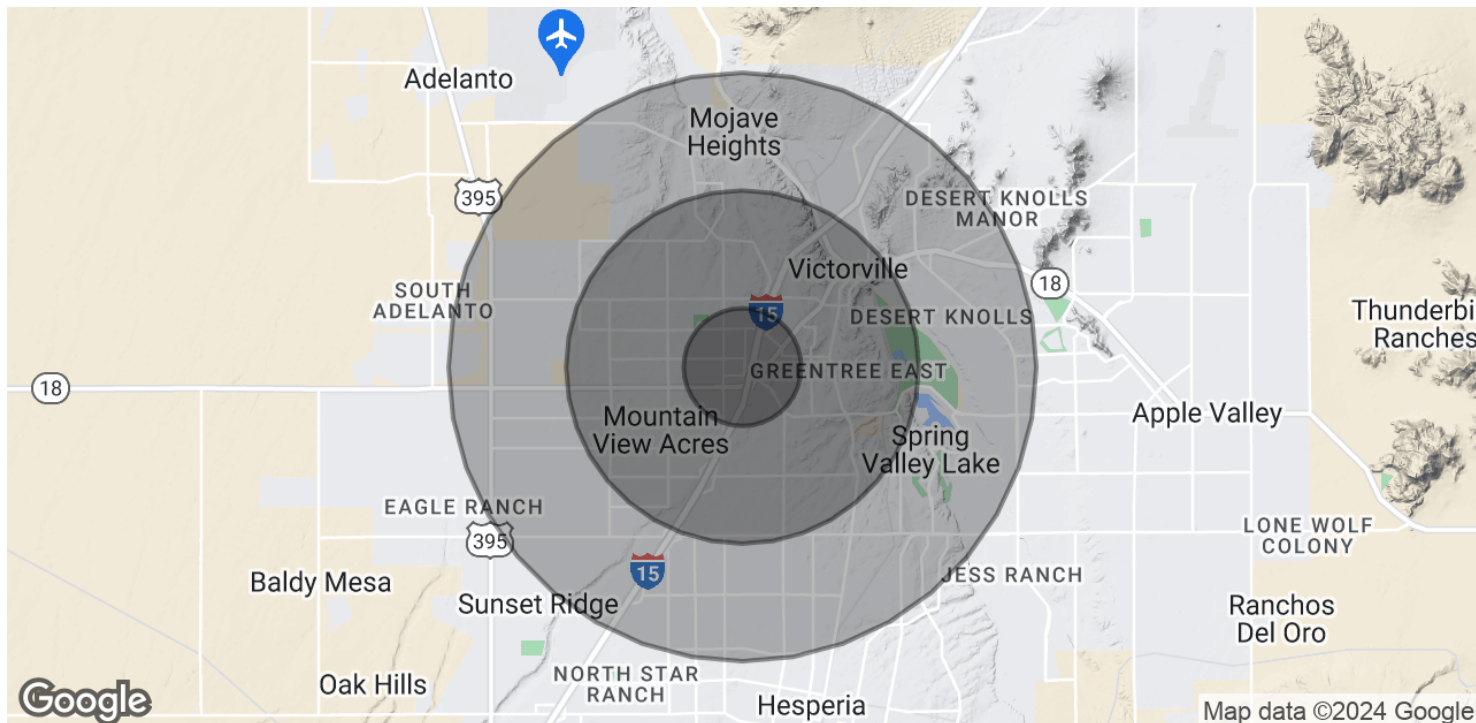 Adelanto
Mojave
Heights
395
DESERT KNOLLS
MANOR
Victorville
SOUTH
ADELANTO
18
15
DESERT KNOLLS
Thunderbi
Ranches
18
GREENTREE EAST
Mountain
View Acres
Apple Valley
Spring
Valley Lake
EAGLE RANCH
395
LONE WOLF
COLONY
15
JESS RANCH
Baldy Mesa
Sunset Ridge
Ranchos
Del Oro
NORTH STAR
RANCH
Oak Hills
Hesperia
Google
Map data ©2024 Google